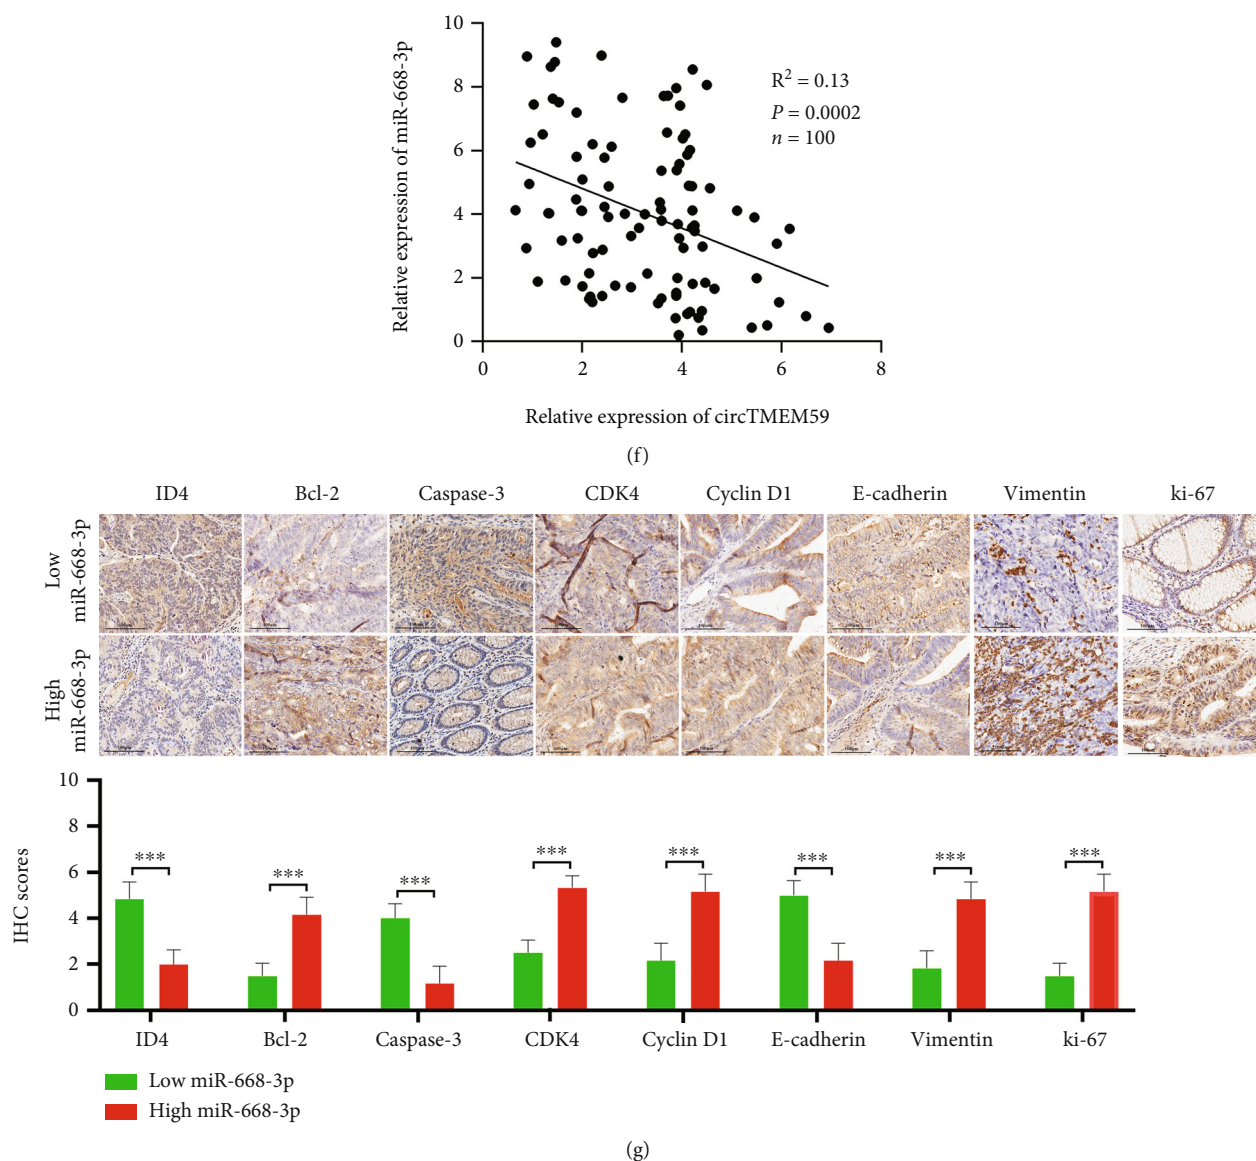 10
8
6
4
2
0
Relative expression of miR-668-3p
R² = 0.13
P = 0.0002
n = 100
0 2 4 6 8
Relative expression of circTMEM59
(f)
ID4 Bcl-2 Caspase-3 CDK4 Cyclin D1 E-cadherin Vimentin ki-67
Low
miR-668-3p
High
miR-668-3p
10
8
6
4
2
0
IHC scores
*** *** *** *** *** *** *** ***
ID4 Bcl-2 Caspase-3 CDK4 Cyclin D1 E-cadherin Vimentin ki-67
Low miR-668-3p
High miR-668-3p
(g)